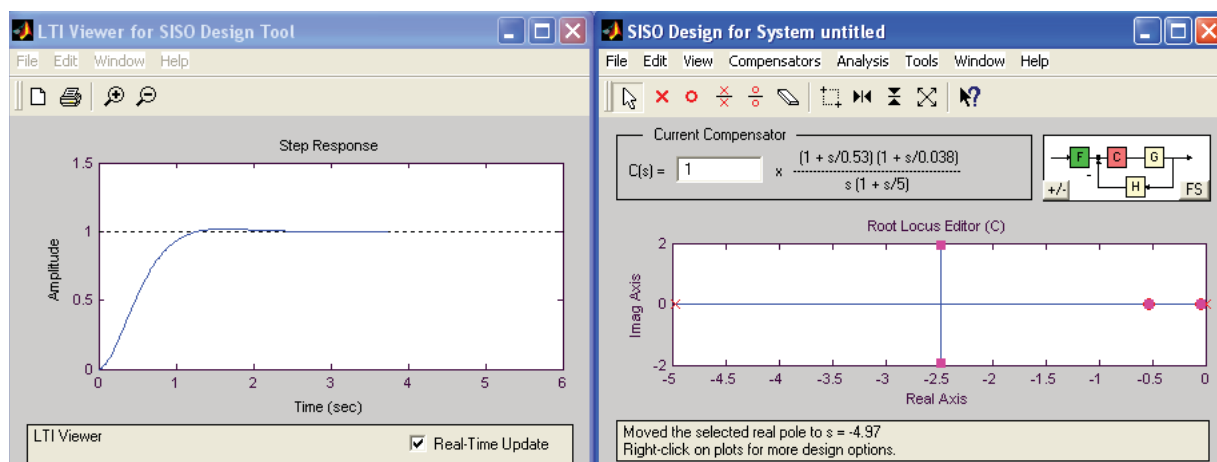 LTI Viewer for SISO Design Tool
File Edit Window Help
Step Response
1.5
1
0.5
0
Amplitude
0 1 2 3 4 5 6
Time (sec)
LTI Viewer
Real-Time Update
SISO Design for System untitled
File Edit View Compensators Analysis Tools Window Help
Current Compensator
C(s) = 1 x
(1 + s/0.53) (1 + s/0.038)
s (1 + s/5)
F C G
-
H
+/- FS
Root Locus Editor (C)
2
0
-2
Imag Axis
-5 -4.5 -4 -3.5 -3 -2.5 -2 -1.5 -1 -0.5 0
Real Axis
Moved the selected real pole to s = -4.97
Right-click on plots for more design options.